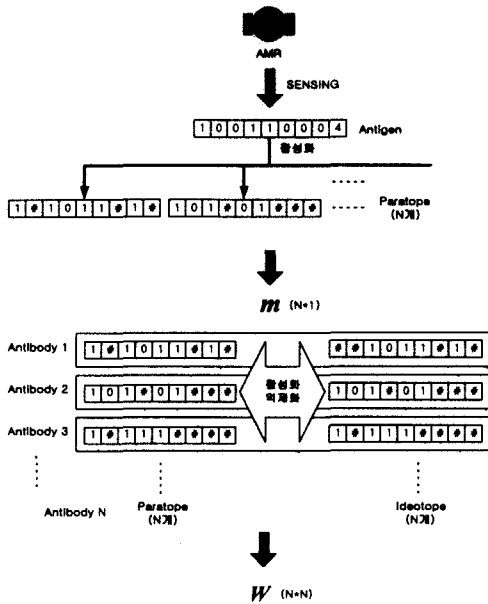 AMR
SENSING
1 0 0 1 1 0 0 0 4 Antigen
활성화
1 # 1 0 1 1 # 1 # 1 0 1 # 0 1 # # # Paratope
(N개)
m (N*1)
Antibody 1 1 # 1 0 1 1 # 1 # # # 1 0 1 1 # 1 #
Antibody 2 1 0 1 # 0 1 # # # 활성화 1 0 1 # 0 1 # # #
억제화
Antibody 3 1 # 1 1 1 # # # # 1 # 1 1 1 # # # #
Antibody N Paratope Ideotope
(N개) (N개)
W (N*N)